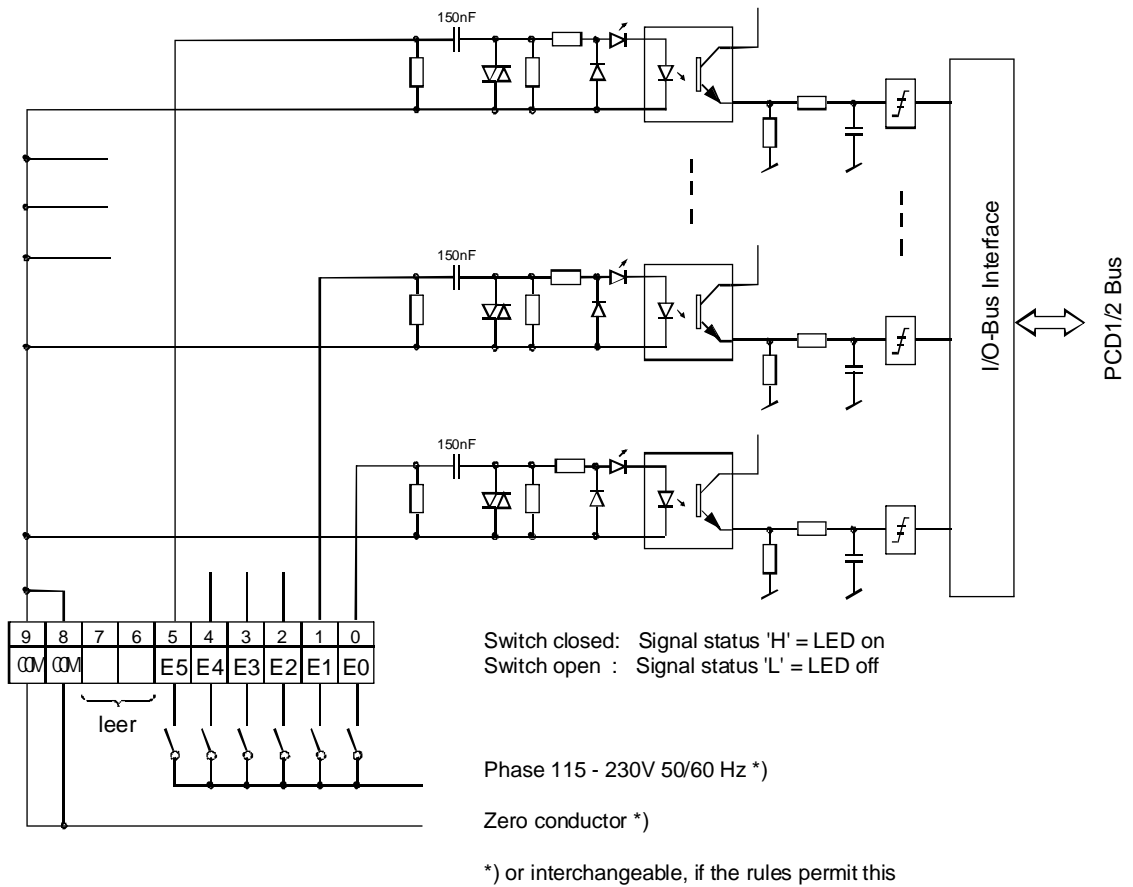 150nF
150nF
150nF
I/O-Bus Interface
PCD1/2 Bus
9 8 7 6 5 4 3 2 1 0
COM COM E5 E4 E3 E2 E1 E0
leer
Switch closed: Signal status 'H' = LED on
Switch open : Signal status 'L' = LED off
Phase 115 - 230V 50/60 Hz *)
Zero conductor *)
*) or interchangeable, if the rules permit this